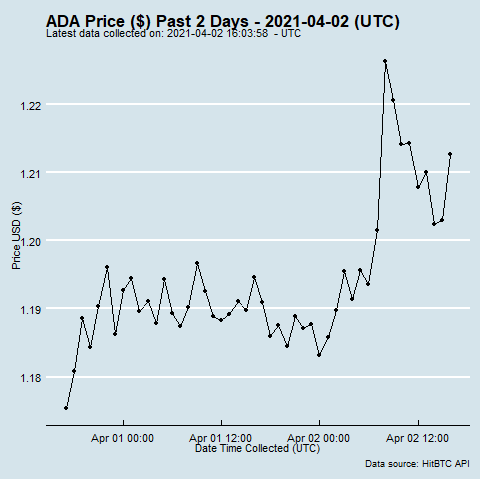 ADA Price ($) Past 2 Days - 2021-04-02 (UTC)
Latest data collected on: 2021-04-02 16:03:58 - UTC
1.22
1.21
1.20
1.19
1.18
Price USD ($)
Apr 01 00:00 Apr 01 12:00 Apr 02 00:00 Apr 02 12:00
Date Time Collected (UTC)
Data source: HitBTC API